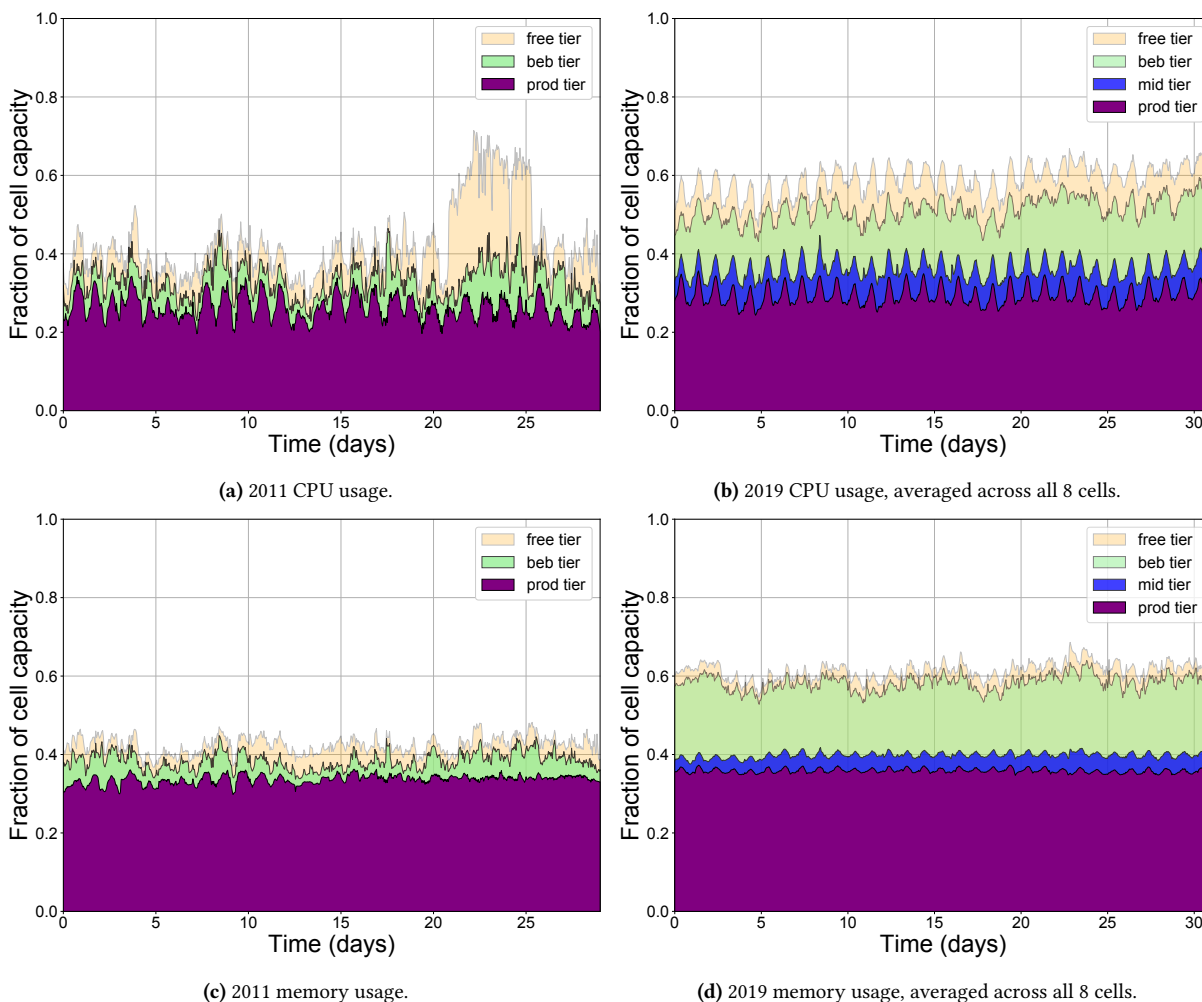 1.0
0.8
0.6
0.4
0.2
0.0
Fraction of cell capacity
free tier
beb tier
prod tier
0 5 10 15 20 25
Time (days)
(a) 2011 CPU usage.
1.0
0.8
0.6
0.4
0.2
0.0
Fraction of cell capacity
free tier
beb tier
mid tier
prod tier
0 5 10 15 20 25 30
Time (days)
(b) 2019 CPU usage, averaged across all 8 cells.
1.0
0.8
0.6
0.4
0.2
0.0
Fraction of cell capacity
free tier
beb tier
prod tier
0 5 10 15 20 25
Time (days)
(c) 2011 memory usage.
1.0
0.8
0.6
0.4
0.2
0.0
Fraction of cell capacity
free tier
beb tier
mid tier
prod tier
0 5 10 15 20 25 30
Time (days)
(d) 2019 memory usage, averaged across all 8 cells.